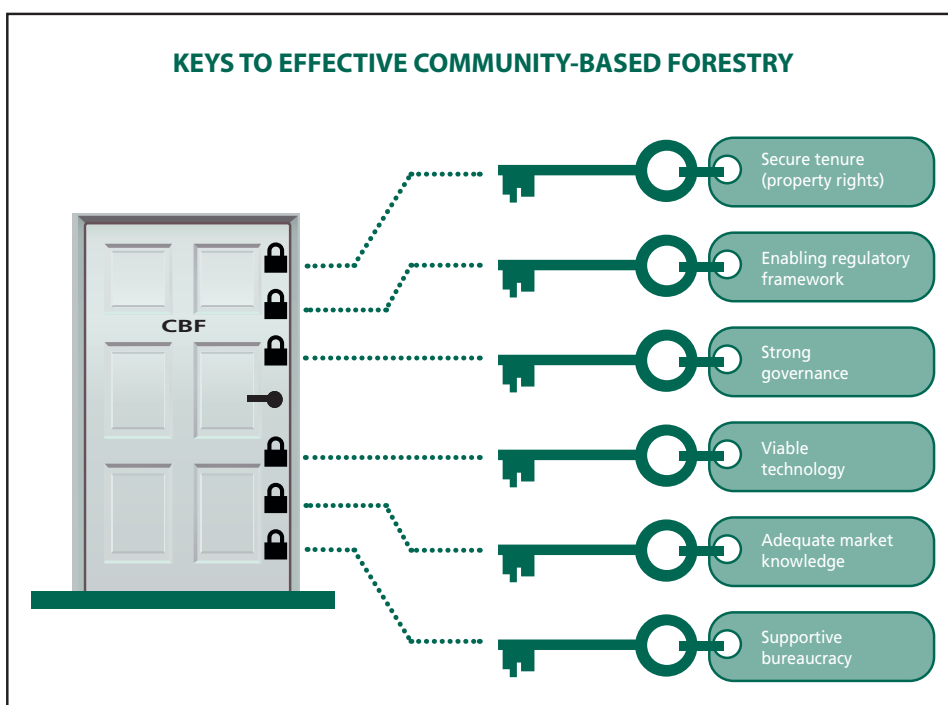 KEYS TO EFFECTIVE COMMUNITY-BASED FORESTRY
CBF
Secure tenure
(property rights)
Enabling regulatory
framework
Strong
governance
Viable
technology
Adequate market
knowledge
Supportive
bureaucracy